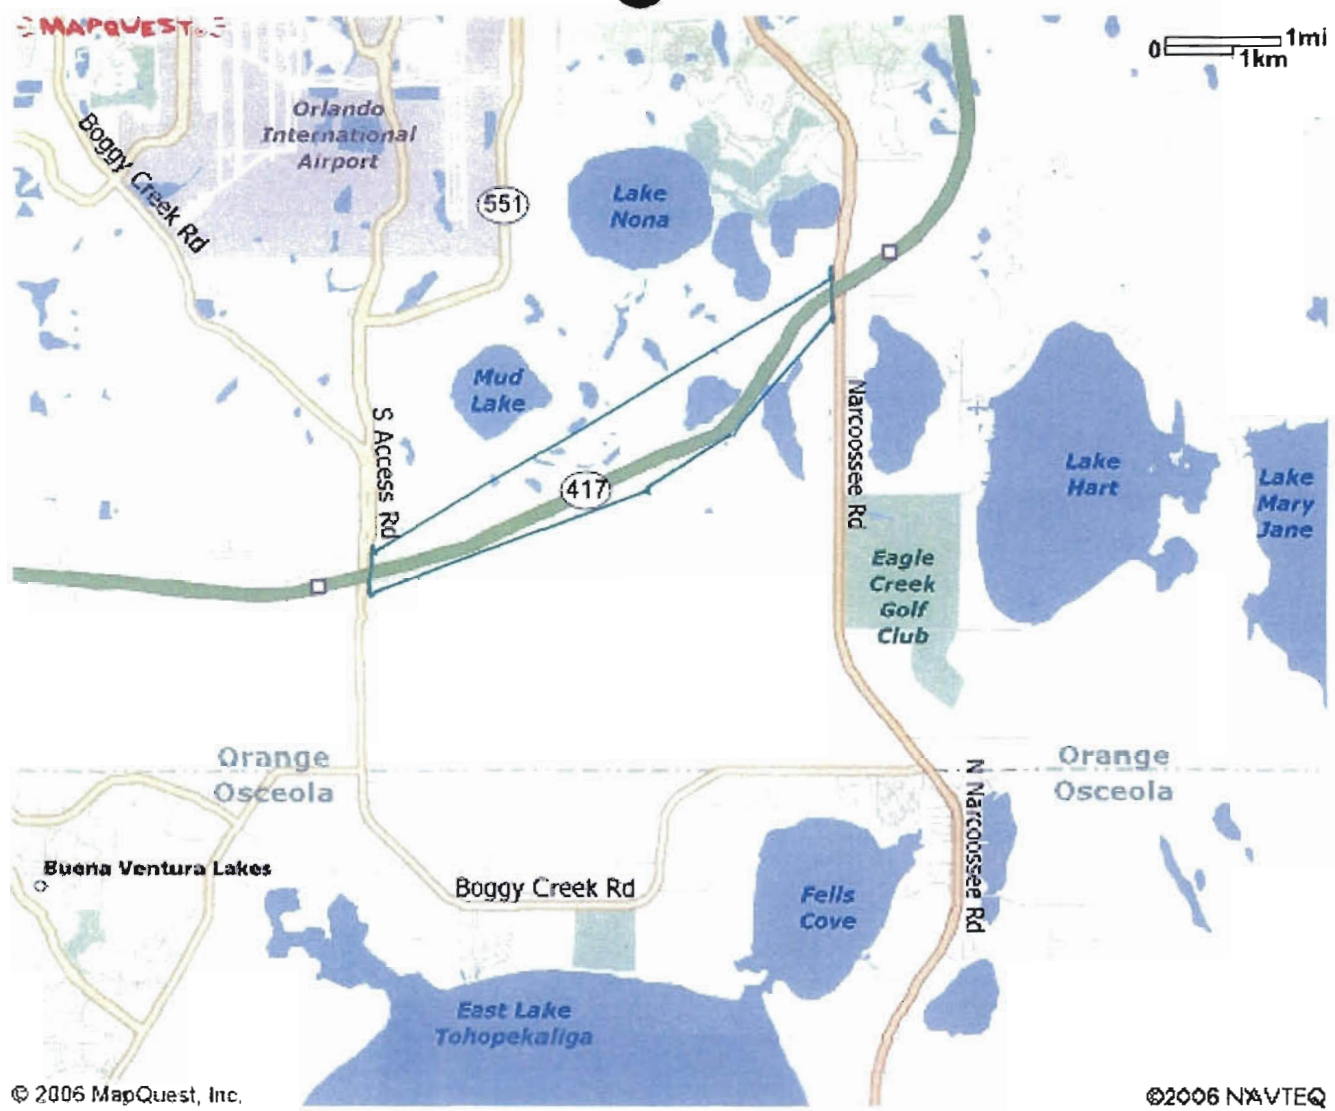 MAPQUEST.
0 1mi
1km
Orlando
International
Airport
Boggy Creek Rd
551
Lake
Nona
Mud
Lake
S Access Rd
417
Narcoossee Rd
Lake
Hart
Lake
Mary
Jane
Eagle
Creek
Golf
Club
Orange
Osceola
Orange
Osceola
N Narcoossee Rd
Buena Ventura Lakes
Boggy Creek Rd
Fells
Cove
East Lake
Tohopekaliga
© 2006 MapQuest, Inc.
©2006 NAVTEQ